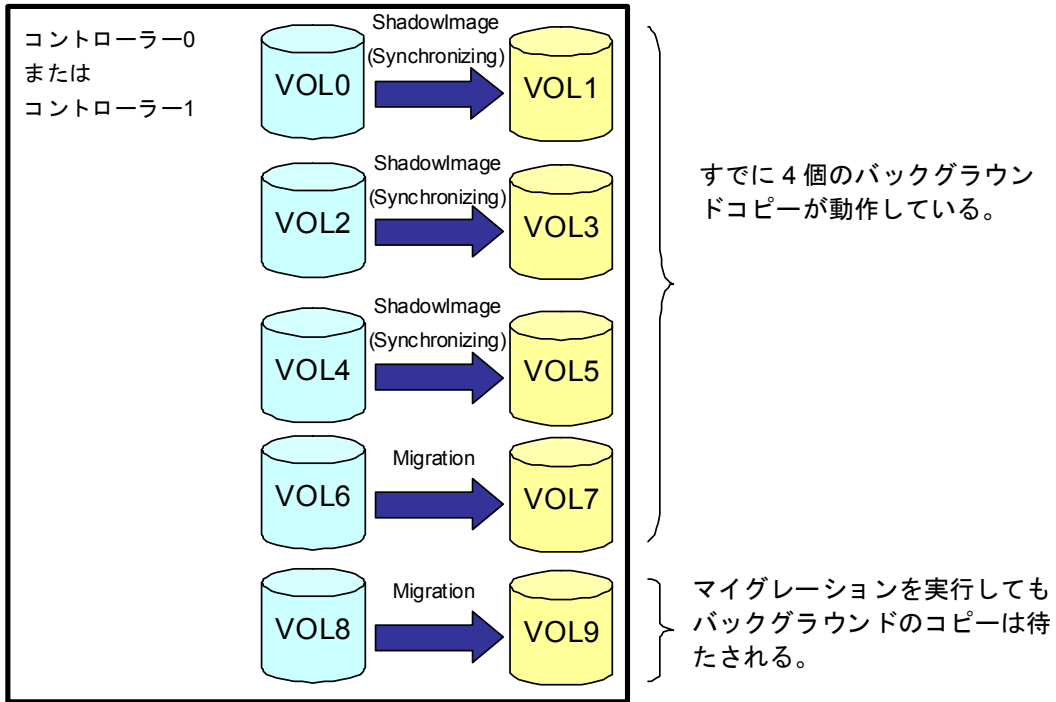 コントローラー0
または
コントローラー1
ShadowImage
(Synchronizing)
VOL0
VOL1
ShadowImage
(Synchronizing)
VOL2
VOL3
ShadowImage
(Synchronizing)
VOL4
VOL5
Migration
VOL6
VOL7
Migration
VOL8
VOL9
すでに 4 個のバックグラウン
ドコピーが動作している。
マイグレーションを実行しても
バックグラウンドのコピーは待
たされる。